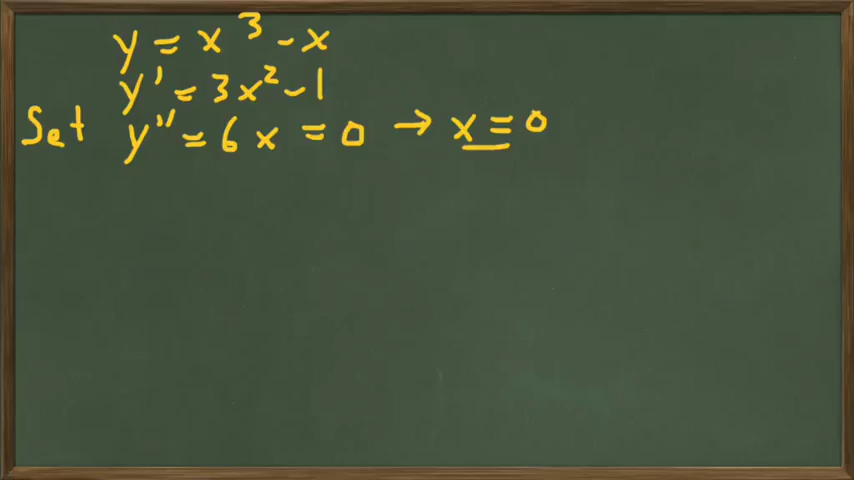 y = x³ - x
y' = 3x² - 1
Set y'' = 6x = 0 → x = 0